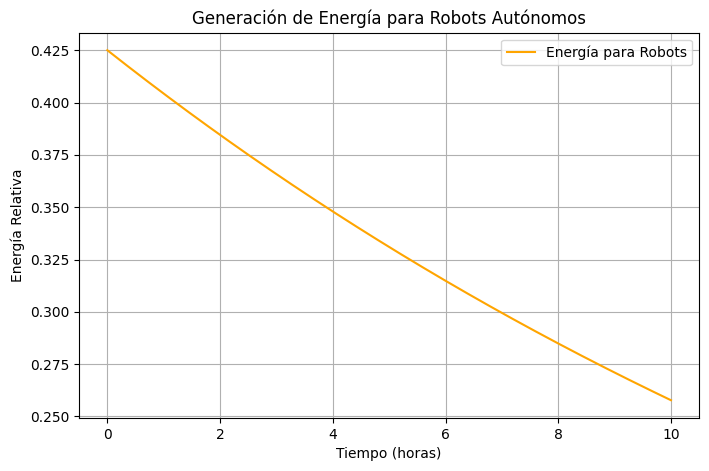 Generación de Energía para Robots Autónomos
Energía para Robots
Energía Relativa
0.425
0.400
0.375
0.350
0.325
0.300
0.275
0.250
0 2 4 6 8 10
Tiempo (horas)